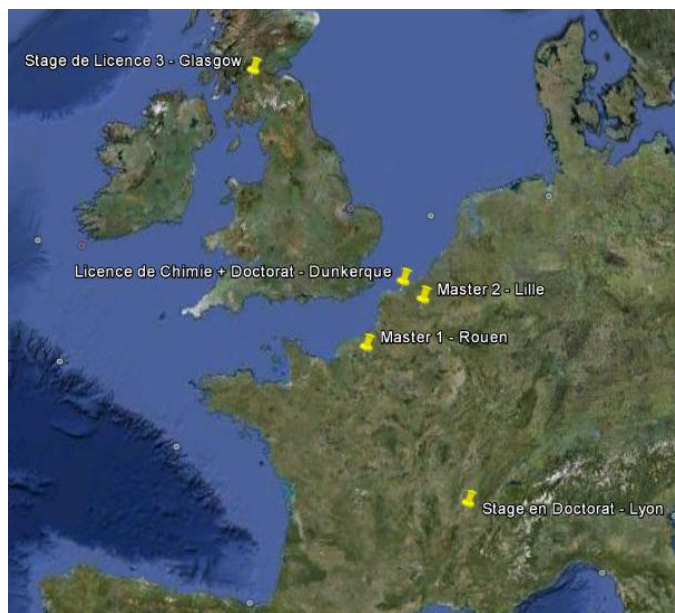 Stage de Licence 3 - Glasgow
Licence de Chimie + Doctorat - Dunkerque
Master 2 - Lille
Master 1 - Rouen
Stage en Doctorat - Lyon